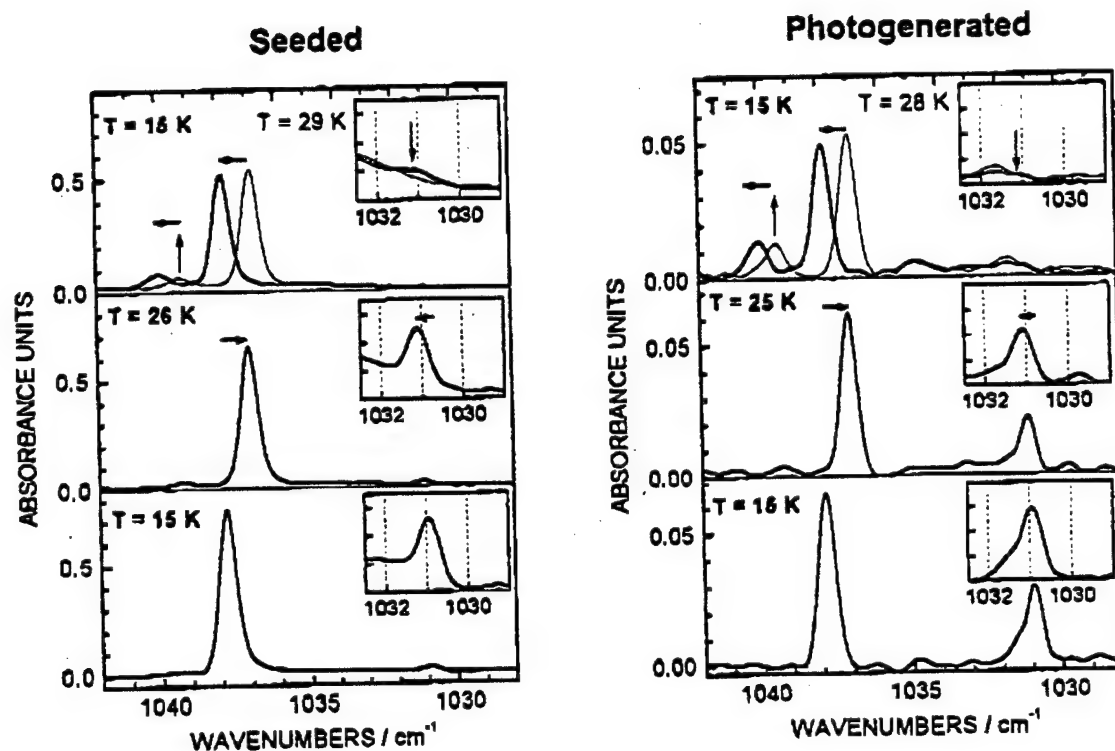 Seeded
T = 15 K
T = 29 K
1032
1030
0.5
0.0
T = 26 K
1032
1030
0.5
0.0
T = 15 K
1032
1030
0.5
0.0
1040
1035
1030
ABSORBANCE UNITS
WAVENUMBERS / cm⁻¹
Photogenerated
T = 15 K
T = 28 K
1032
1030
0.05
0.00
T = 25 K
1032
1030
0.05
0.00
T = 15 K
1032
1030
0.05
0.00
1040
1035
1030
ABSORBANCE UNITS
WAVENUMBERS / cm⁻¹